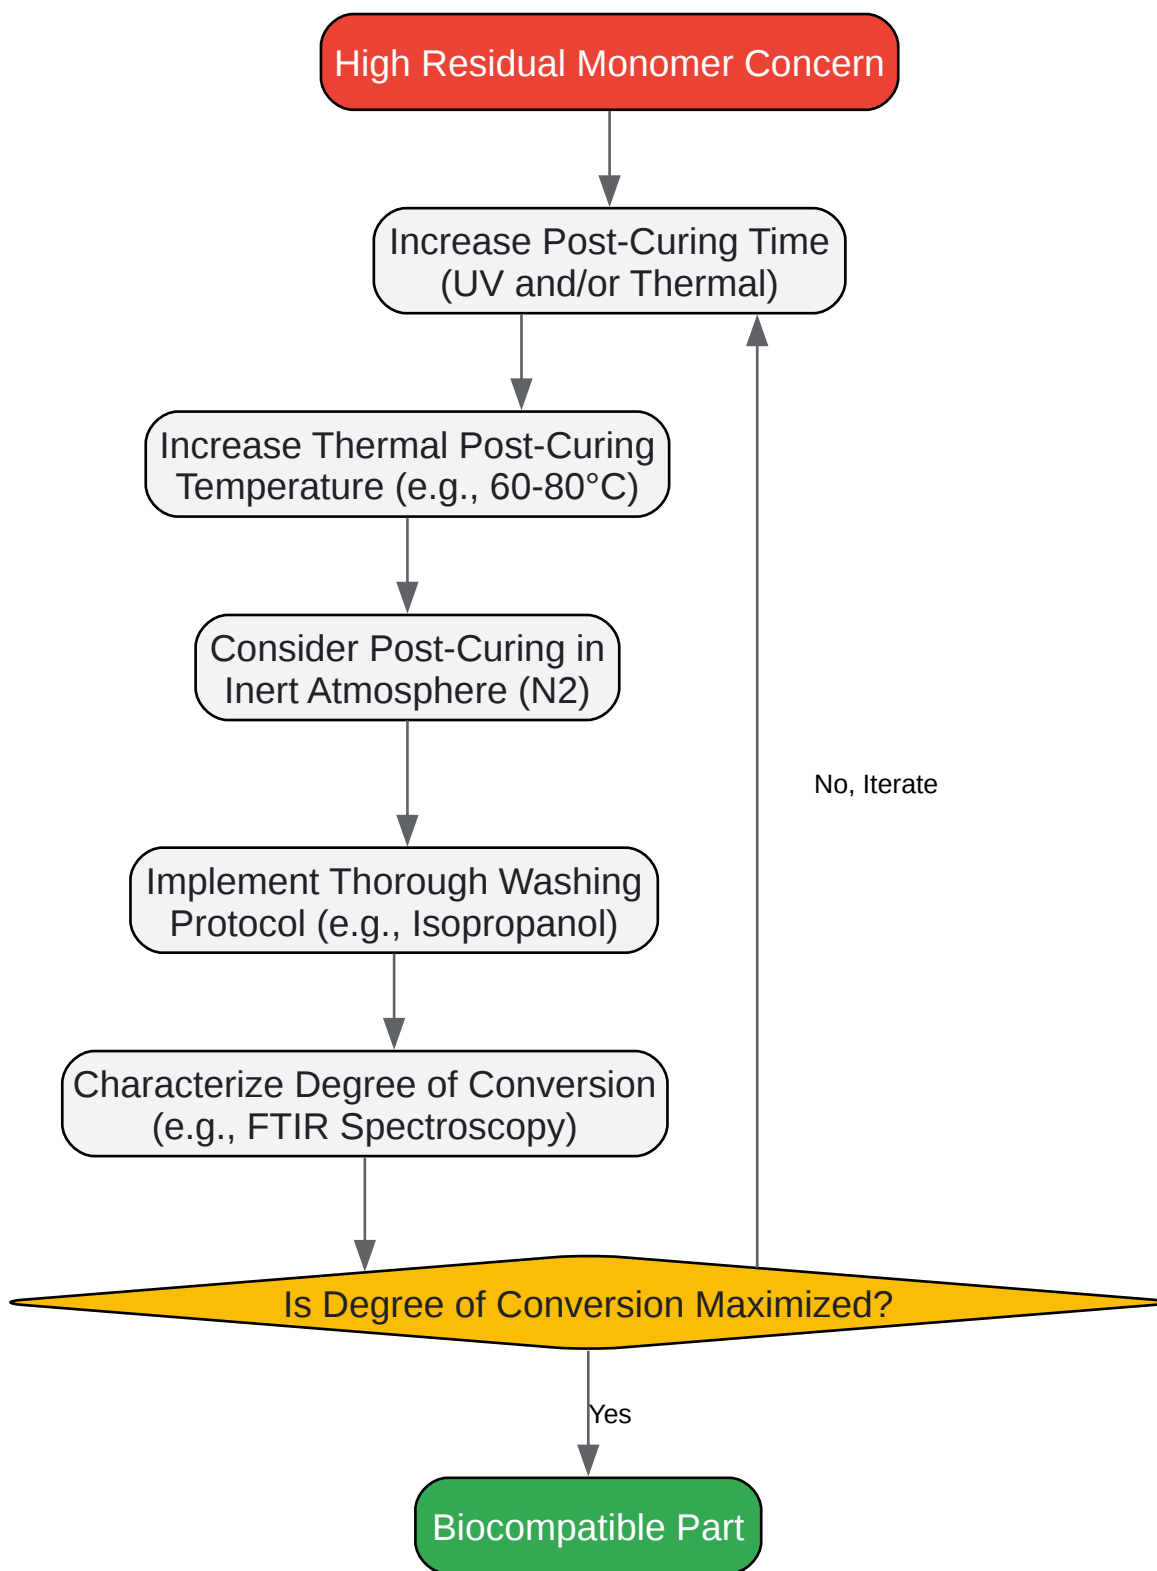 High Residual Monomer Concern
Increase Post-Curing Time
(UV and/or Thermal)
Increase Thermal Post-Curing
Temperature (e.g., 60-80°C)
Consider Post-Curing in
Inert Atmosphere (N2)
No, Iterate
Implement Thorough Washing
Protocol (e.g., Isopropanol)
Characterize Degree of Conversion
(e.g., FTIR Spectroscopy)
Is Degree of Conversion Maximized?
Yes
Biocompatible Part